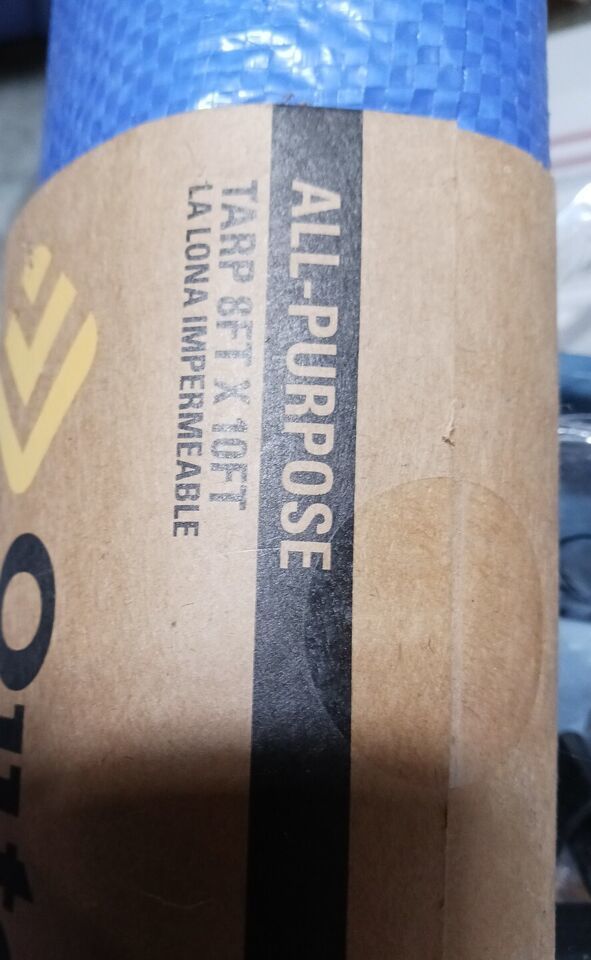 ALL-PURPOSE
TARP 8FT X 10FT
LA LONA IMPERMEABLE